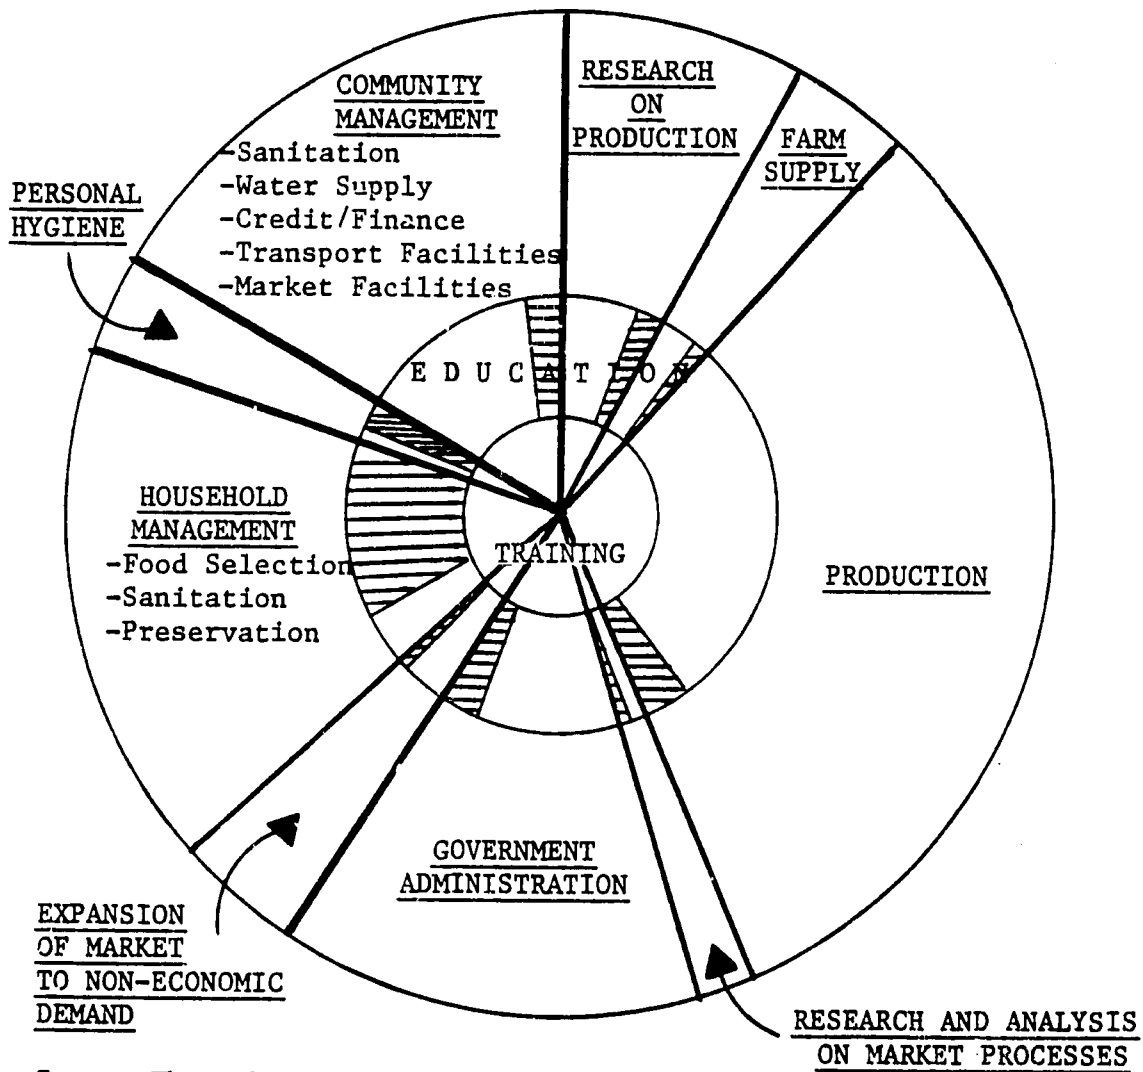 COMMUNITY
MANAGEMENT
-Sanitation
-Water Supply
-Credit/Finance
-Transport Facilities
-Market Facilities
RESEARCH
ON
PRODUCTION
FARM
SUPPLY
PERSONAL
HYGIENE
EDUCATION
HOUSEHOLD
MANAGEMENT
-Food Selection
-Sanitation
-Preservation
TRAINING
PRODUCTION
GOVERNMENT
ADMINISTRATION
EXPANSION
OF MARKET
TO NON-ECONOMIC
DEMAND
RESEARCH AND ANALYSIS
ON MARKET PROCESSES